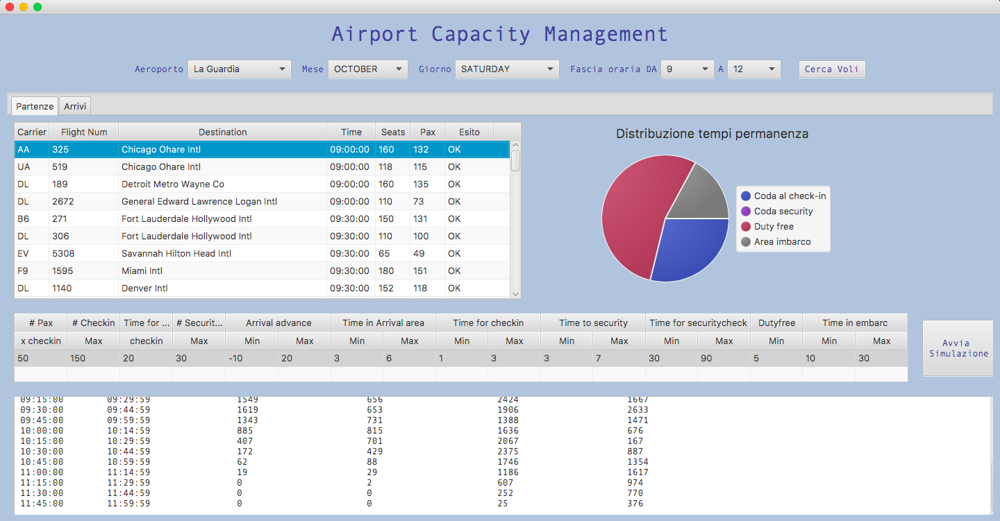 Airport Capacity Management
Aeroporto La Guardia Mese OCTOBER Giorno SATURDAY Fascia oraria DA 9 A 12 Cerca Voli
Partenze Arrivi
Carrier Flight Num Destination Time Seats Pax Esito
AA 325 Chicago Ohare Intl 09:00:00 160 132 OK
UA 519 Chicago Ohare Intl 09:00:00 118 115 OK
DL 189 Detroit Metro Wayne Co 09:00:00 160 135 OK
DL 2672 General Edward Lawrence Logan Intl 09:00:00 110 73 OK
B6 271 Fort Lauderdale Hollywood Intl 09:30:00 150 131 OK
DL 306 Fort Lauderdale Hollywood Intl 09:30:00 110 100 OK
EV 5308 Savannah Hilton Head Intl 09:30:00 65 49 OK
F9 1595 Miami Intl 09:30:00 180 151 OK
DL 1140 Denver Intl 09:30:00 152 118 OK
Distribuzione tempi permanenza
Coda al check-in
Coda security
Duty free
Area imbarco
# Pax # Checkin Time for ... # Securit... Arrival advance Time in Arrival area Time for checkin Time to security Time for securitycheck Dutyfree Time in embarc
x checkin Max checkin Max Min Max Min Max Min Max Min Max Min Max Min Min Max
50 150 20 30 -10 20 3 6 1 3 3 7 30 90 5 10 30
Avvia
Simulazione
09:15:00 09:29:59 1549 656 2424 1667
09:30:00 09:44:59 1619 653 1906 2633
09:45:00 09:59:59 1343 731 1388 1471
10:00:00 10:14:59 885 815 1636 676
10:15:00 10:29:59 407 701 2067 167
10:30:00 10:44:59 172 429 2375 887
10:45:00 10:59:59 62 88 1746 1354
11:00:00 11:14:59 19 29 1186 1617
11:15:00 11:29:59 0 2 607 974
11:30:00 11:44:59 0 0 252 770
11:45:00 11:59:59 0 0 25 376